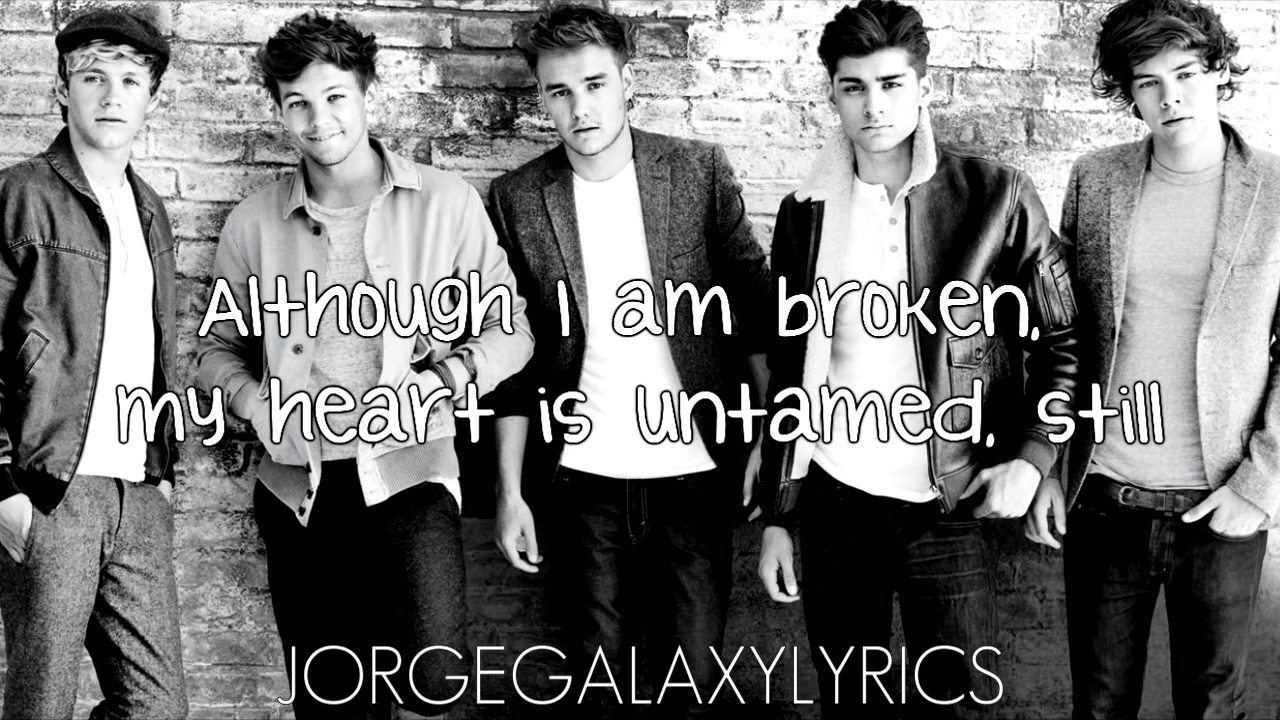 Although I am broken,
my heart is untamed, still
JORGEGALAXYLYRICS